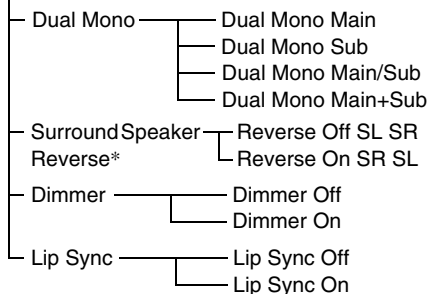 Dual Mono Dual Mono Main
Dual Mono Sub
Dual Mono Main/Sub
Dual Mono Main+Sub
Surround Speaker Reverse Off SL SR
Reverse* Reverse On SR SL
Dimmer Dimmer Off
Dimmer On
Lip Sync Lip Sync Off
Lip Sync On